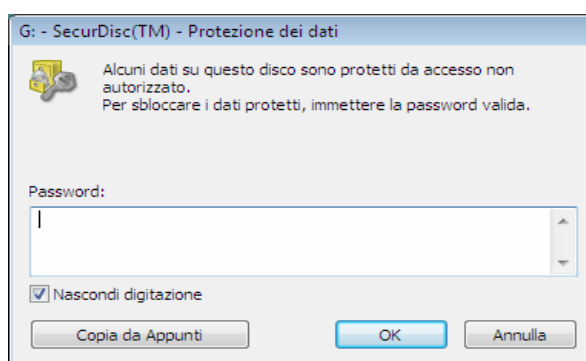 G: - SecurDisc(TM) - Protezione dei dati
Alcuni dati su questo disco sono protetti da accesso non
autorizzato.
Per sbloccare i dati protetti, immettere la password valida.
Password:
Nascondi digitazione
Copia da Appunti
OK
Annulla